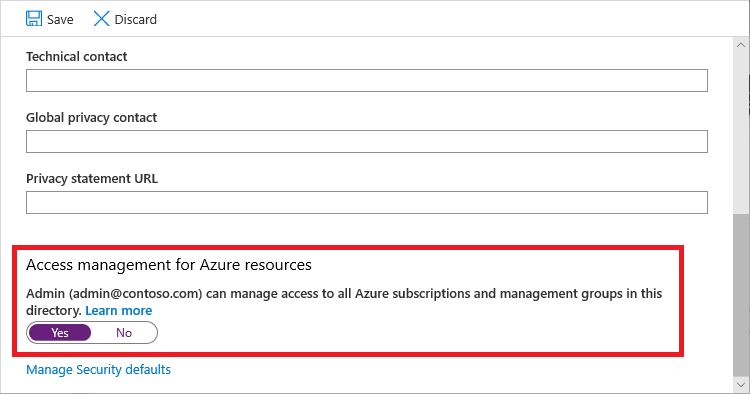 Save Discard
Technical contact
Global privacy contact
Privacy statement URL
Access management for Azure resources
Admin (admin@contoso.com) can manage access to all Azure subscriptions and management groups in this
directory. Learn more
Yes No
Manage Security defaults